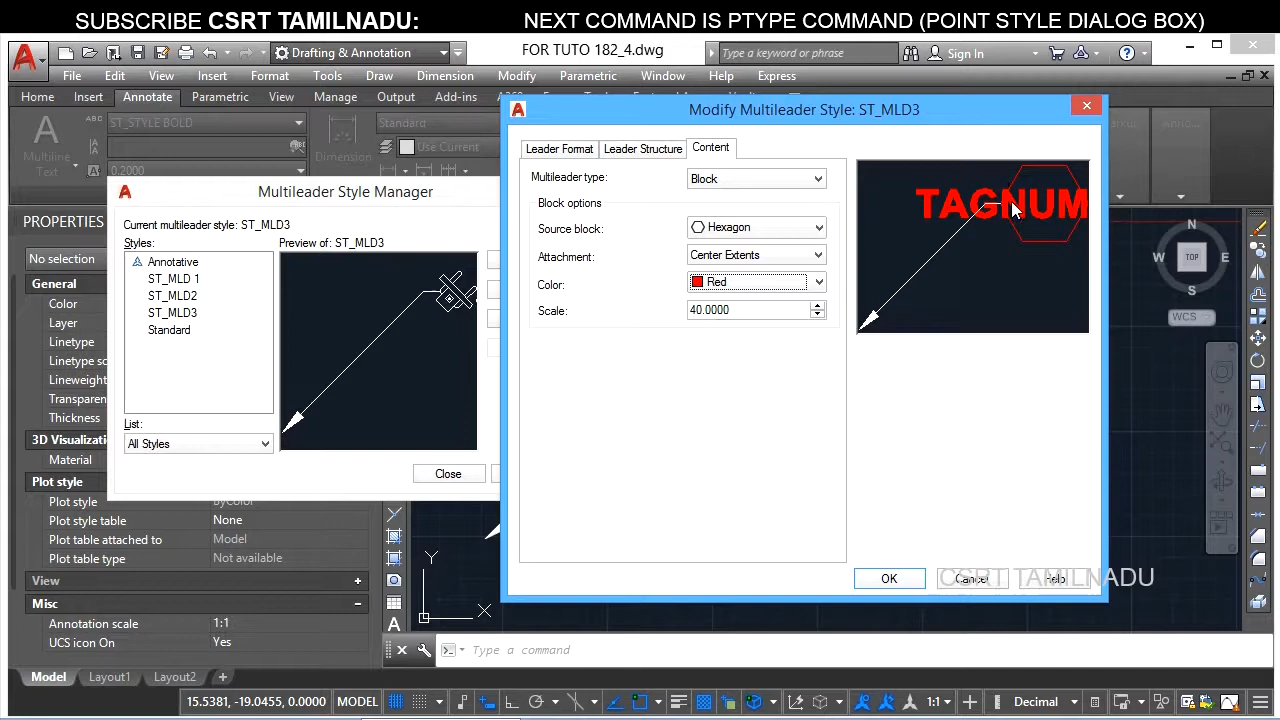 SUBSCRIBE CSRT TAMILNADU: NEXT COMMAND IS PTYPE COMMAND (POINT STYLE DIALOG BOX)
Drafting & Annotation FOR TUTO 182_4.dwg Type a keyword or phrase Sign In
File Edit View Insert Format Tools Draw Dimension Modify Parametric Window Help Express
Home Insert Annotate Parametric View Manage Output Add-ins
ST_STYLE BOLD Standard
Multiline Text Dimension Use Current
0.2000
Modify Multileader Style: ST_MLD3
Leader Format Leader Structure Content
Multileader type: Block
Block options
Source block: Hexagon
Attachment: Center Extents
Color: Red
Scale: 40.0000
TAGNUM
OK Cancel Help
CSRT TAMILNADU
Multileader Style Manager
Current multileader style: ST_MLD3
Styles: Preview of: ST_MLD3
Annotative
ST_MLD 1
ST_MLD2
ST_MLD3
Standard
List:
All Styles
Close
PROPERTIES
No selection
General
Color
Layer
Linetype
Linetype sc
Lineweight
Transparen
Thickness
3D Visualizatio
Material
Plot style
Plot style ByColor
Plot style table None
Plot table attached to Model
Plot table type Not available
View
Misc
Annotation scale 1:1
UCS icon On Yes
N
W TOP E
S
WCS
Y
X
Type a command
Model Layout1 Layout2 +
15.5381, -19.0455, 0.0000 MODEL 1:1 Decimal